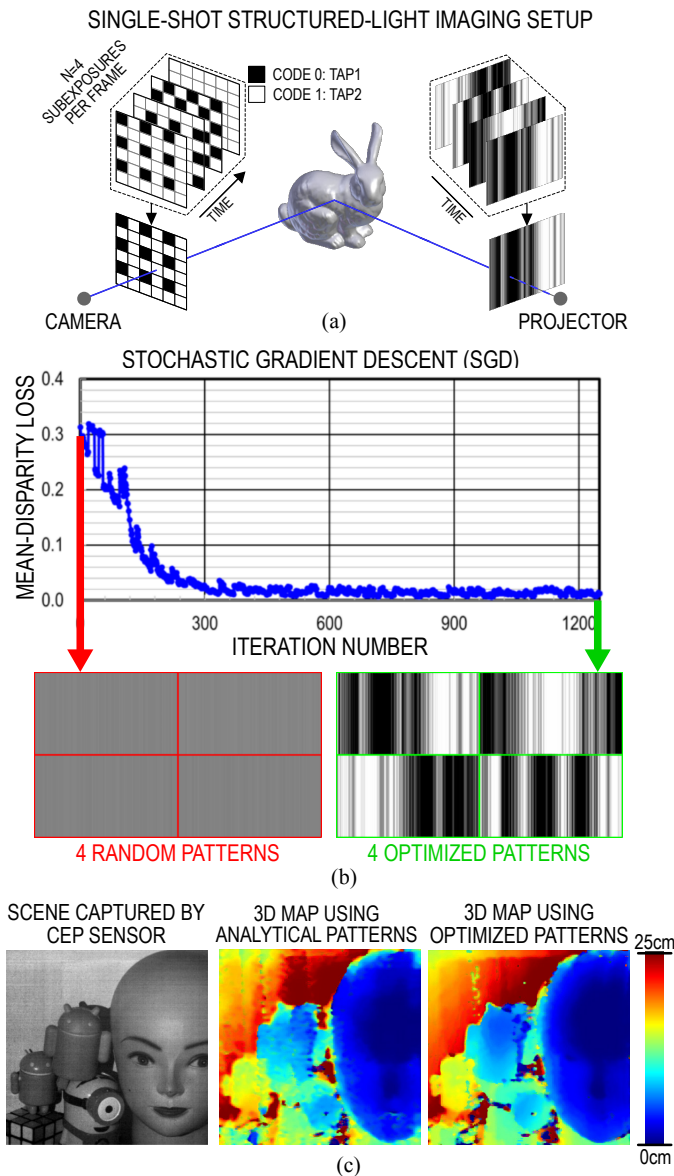 SINGLE-SHOT STRUCTURED-LIGHT IMAGING SETUP
N=4
SUBEXPOSURES
PER FRAME
CODE 0: TAP1
CODE 1: TAP2
TIME
TIME
CAMERA
(a)
PROJECTOR
STOCHASTIC GRADIENT DESCENT (SGD)
MEAN-DISPARITY LOSS
0.4
0.3
0.2
0.1
0.0
300
600
900
1200
ITERATION NUMBER
4 RANDOM PATTERNS
4 OPTIMIZED PATTERNS
(b)
SCENE CAPTURED BY
CEP SENSOR
3D MAP USING
ANALYTICAL PATTERNS
3D MAP USING
OPTIMIZED PATTERNS
25cm
0cm
(c)